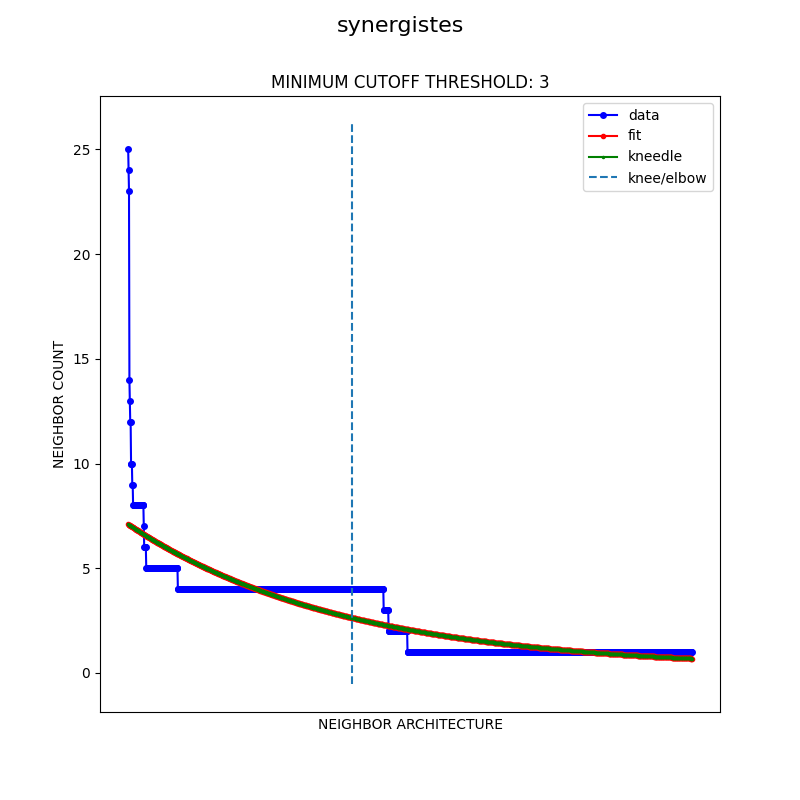 synergistes
MINIMUM CUTOFF THRESHOLD: 3
data
fit
kneedle
knee/elbow
25
20
15
10
5
0
NEIGHBOR COUNT
NEIGHBOR ARCHITECTURE